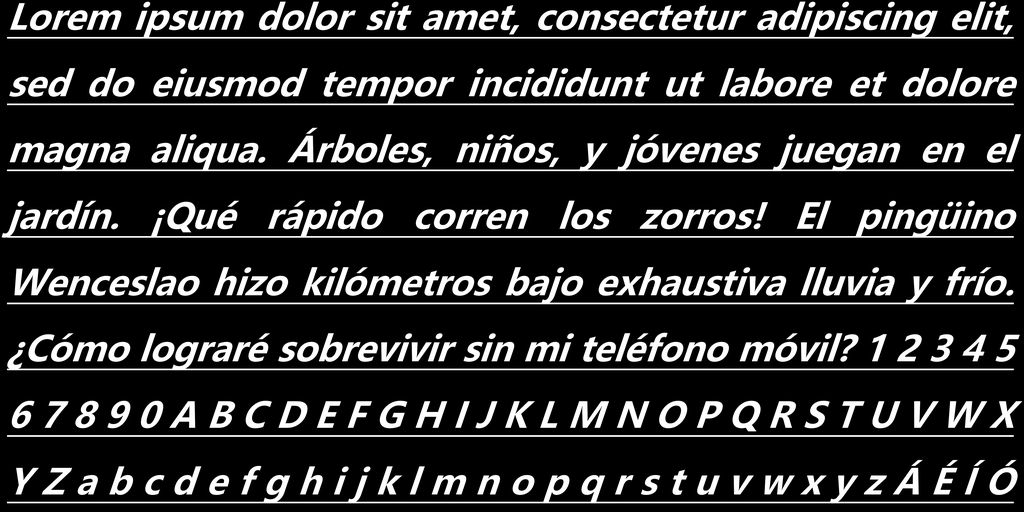 Lorem ipsum dolor sit amet, consectetur adipiscing elit,
sed do eiusmod tempor incididunt ut labore et dolore
magna aliqua. Árboles, niños, y jóvenes juegan en el
jardín. ¡Qué rápido corren los zorros! El pingüino
Wenceslao hizo kilómetros bajo exhaustiva lluvia y frío.
¿Cómo lograré sobrevivir sin mi teléfono móvil? 1 2 3 4 5
6 7 8 9 0 A B C D E F G H I J K L M N O P Q R S T U V W X
Y Z a b c d e f g h i j k l m n o p q r s t u v w x y z Á É Í Ó